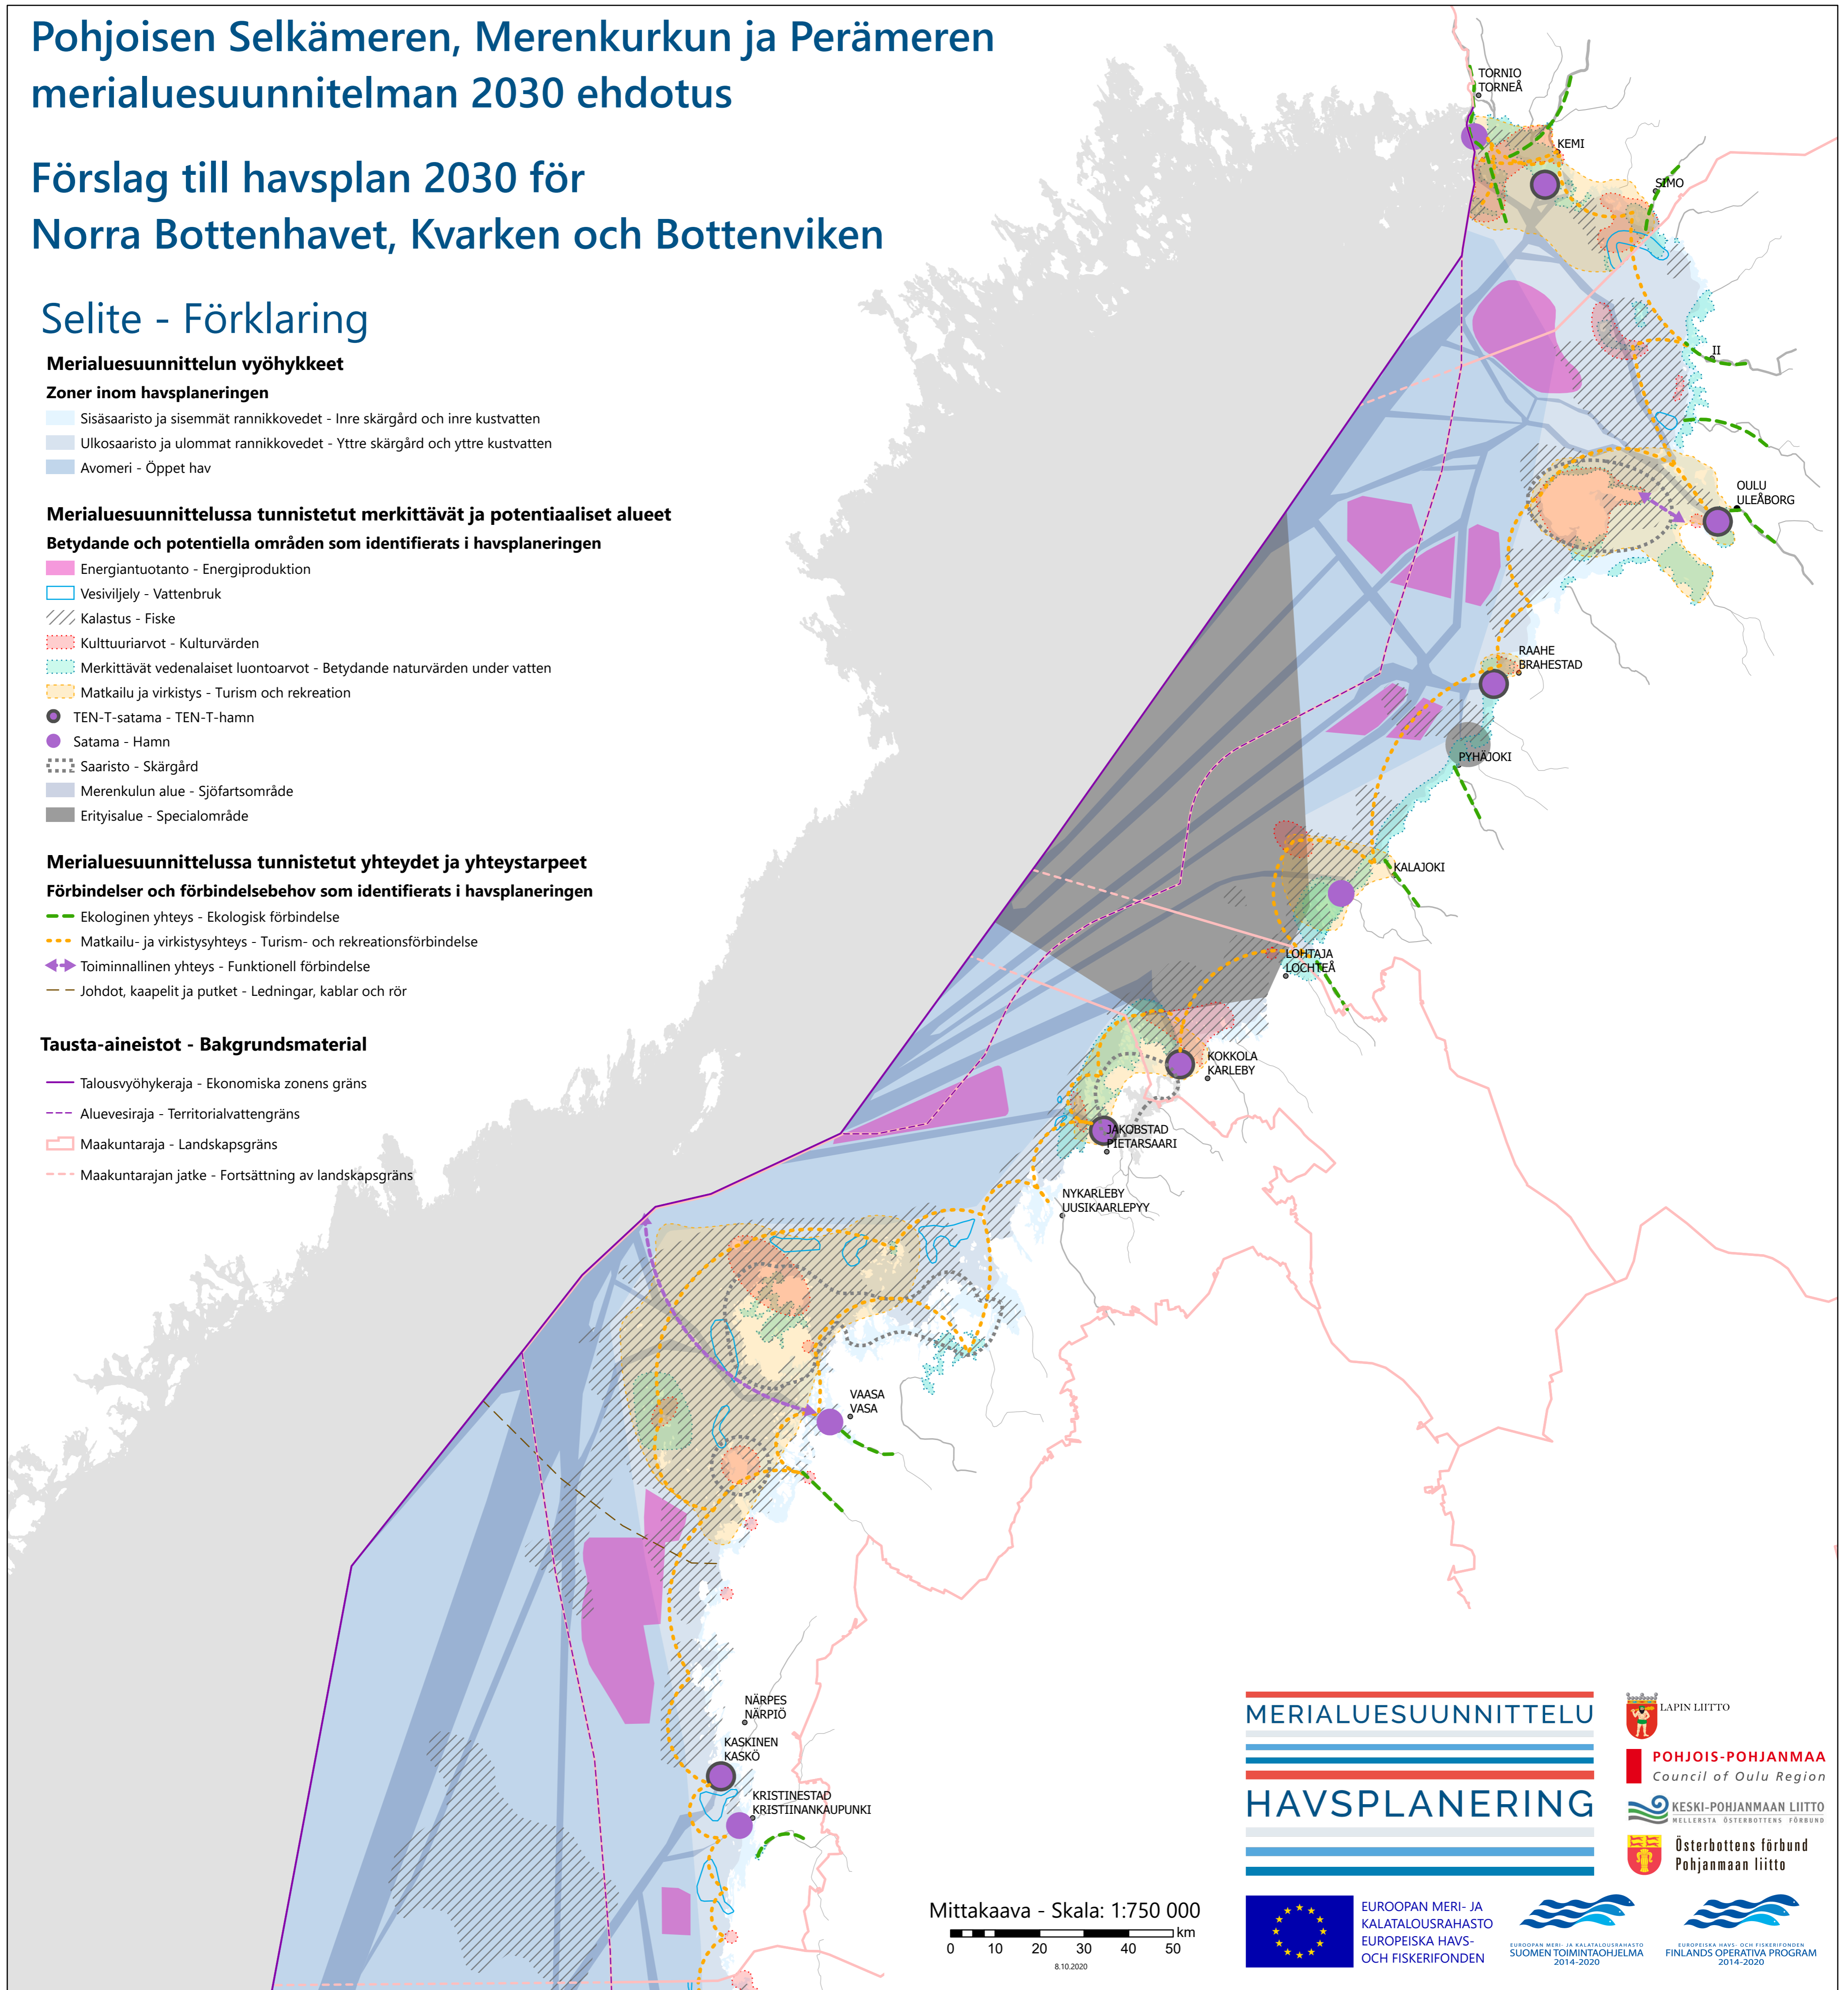 Pohjoisen Selkämeren, Merenkurkun ja Perämeren
merialuesuunnitelman 2030 ehdotus
Förslag till havsplan 2030 för
Norra Bottenhavet, Kvarken och Bottenviken
Selite - Förklaring
Merialuesuunnittelun vyöhykkeet
Zoner inom havsplaneringen
Sisäsaaristo ja sisemmät rannikkovedet - Inre skärgård och inre kustvatten
Ulkosaaristo ja ulommat rannikkovedet - Yttre skärgård och yttre kustvatten
Avomeri - Öppet hav
Merialuesuunnittelussa tunnistetut merkittävät ja potentiaaliset alueet
Betydande och potentiella områden som identifierats i havsplaneringen
Energiantuotanto - Energiproduktion
Vesiviljely - Vattenbruk
Kalastus - Fiske
Kulttuuriarvot - Kulturvärden
Merkittävät vedenalaiset luontoarvot - Betydande naturvärden under vatten
Matkailu ja virkistys - Turism och rekreation
TEN-T-satama - TEN-T-hamn
Satama - Hamn
Saaristo - Skärgård
Merenkulun alue - Sjöfartsområde
Erityisalue - Specialområde
Merialuesuunnittelussa tunnistetut yhteydet ja yhteystarpeet
Förbindelser och förbindelsebehov som identifierats i havsplaneringen
Ekologinen yhteys - Ekologisk förbindelse
Matkailu- ja virkistysyhteys - Turism- och rekreationsförbindelse
Toiminnallinen yhteys - Funktionell förbindelse
Johdot, kaapelit ja putket - Ledningar, kablar och rör
Tausta-aineistot - Bakgrundsmaterial
Talousvyöhykeraja - Ekonomiska zonens gräns
Aluevesiraja - Territorialvattengräns
Maakuntaraja - Landskapsgräns
Maakuntarajan jatke - Fortsättning av landskapsgräns
TORNIO
TORNEÅ
KEMI
SIMO
II
OULU
ULEÅBORG
RAAHE
BRAHESTAD
PYHÄJOKI
KALAJOKI
LOHTAJA
LOCHTEÅ
KOKKOLA
KARLEBY
JAKOBSTAD
PIETARSAARI
NYKARLEBY
UUSIKAARLEPYY
VAASA
VASA
NÄRPES
NÄRPIÖ
KASKINEN
KASKÖ
KRISTINESTAD
KRISTIINANKAUPUNKI
Mittakaava - Skala: 1:750 000
km
0 10 20 30 40 50
8.10.2020
MERIALUESUUNNITTELU
HAVSPLANERING
LAPIN LIITTO
POHJOIS-POHJANMAA
Council of Oulu Region
KESKI-POHJANMAAN LIITTO
MELLERSTA ÖSTERBOTTENS FÖRBUND
Österbottens förbund
Pohjanmaan liitto
EUROOPAN MERI- JA
KALATALOUSRAHASTO
EUROPEISKA HAVS-
OCH FISKERIFONDEN
EUROOPAN MERI- JA KALATALOUSRAHASTO
SUOMEN TOIMINTAOHJELMA
2014-2020
EUROPEISKA HAVS- OCH FISKERIFONDEN
FINLANDS OPERATIVA PROGRAM
2014-2020